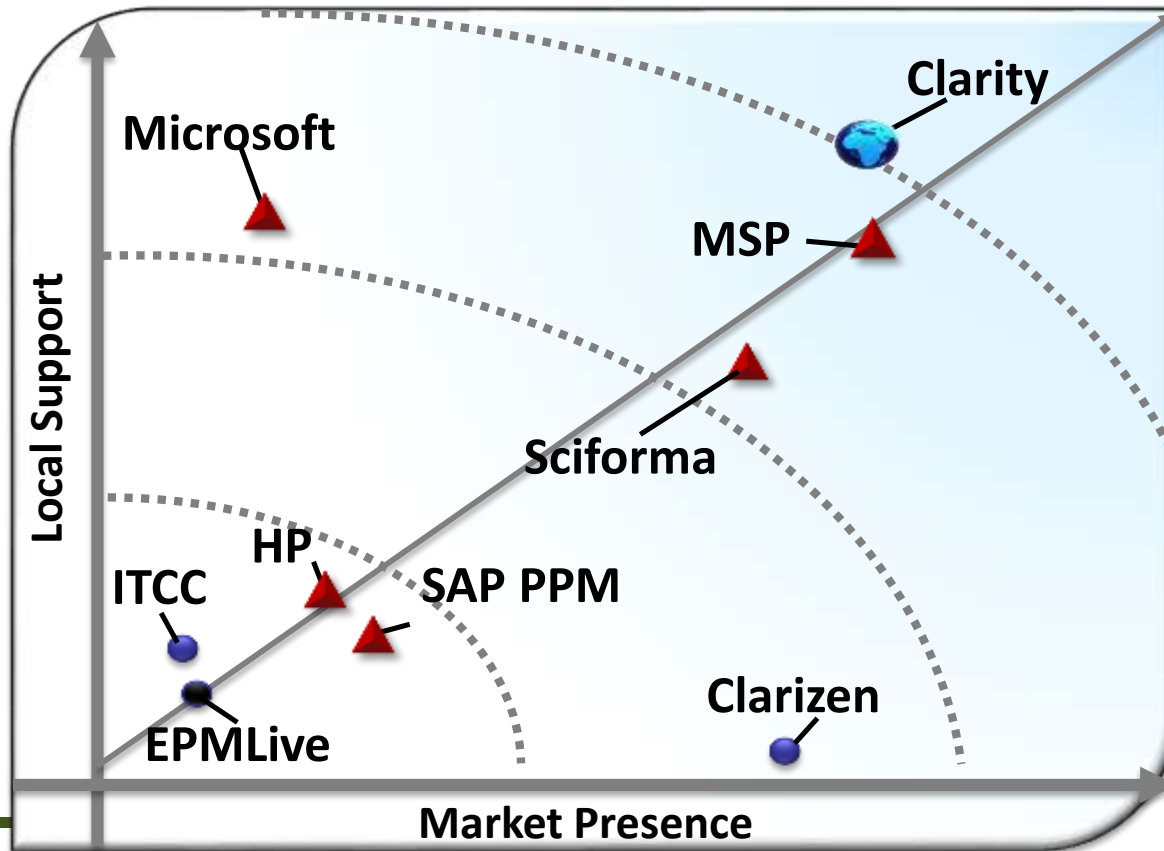 Clarity
Microsoft
MSP
Local Support
Sciforma
HP
ITCC
SAP PPM
Clarizen
EPMLive
Market Presence